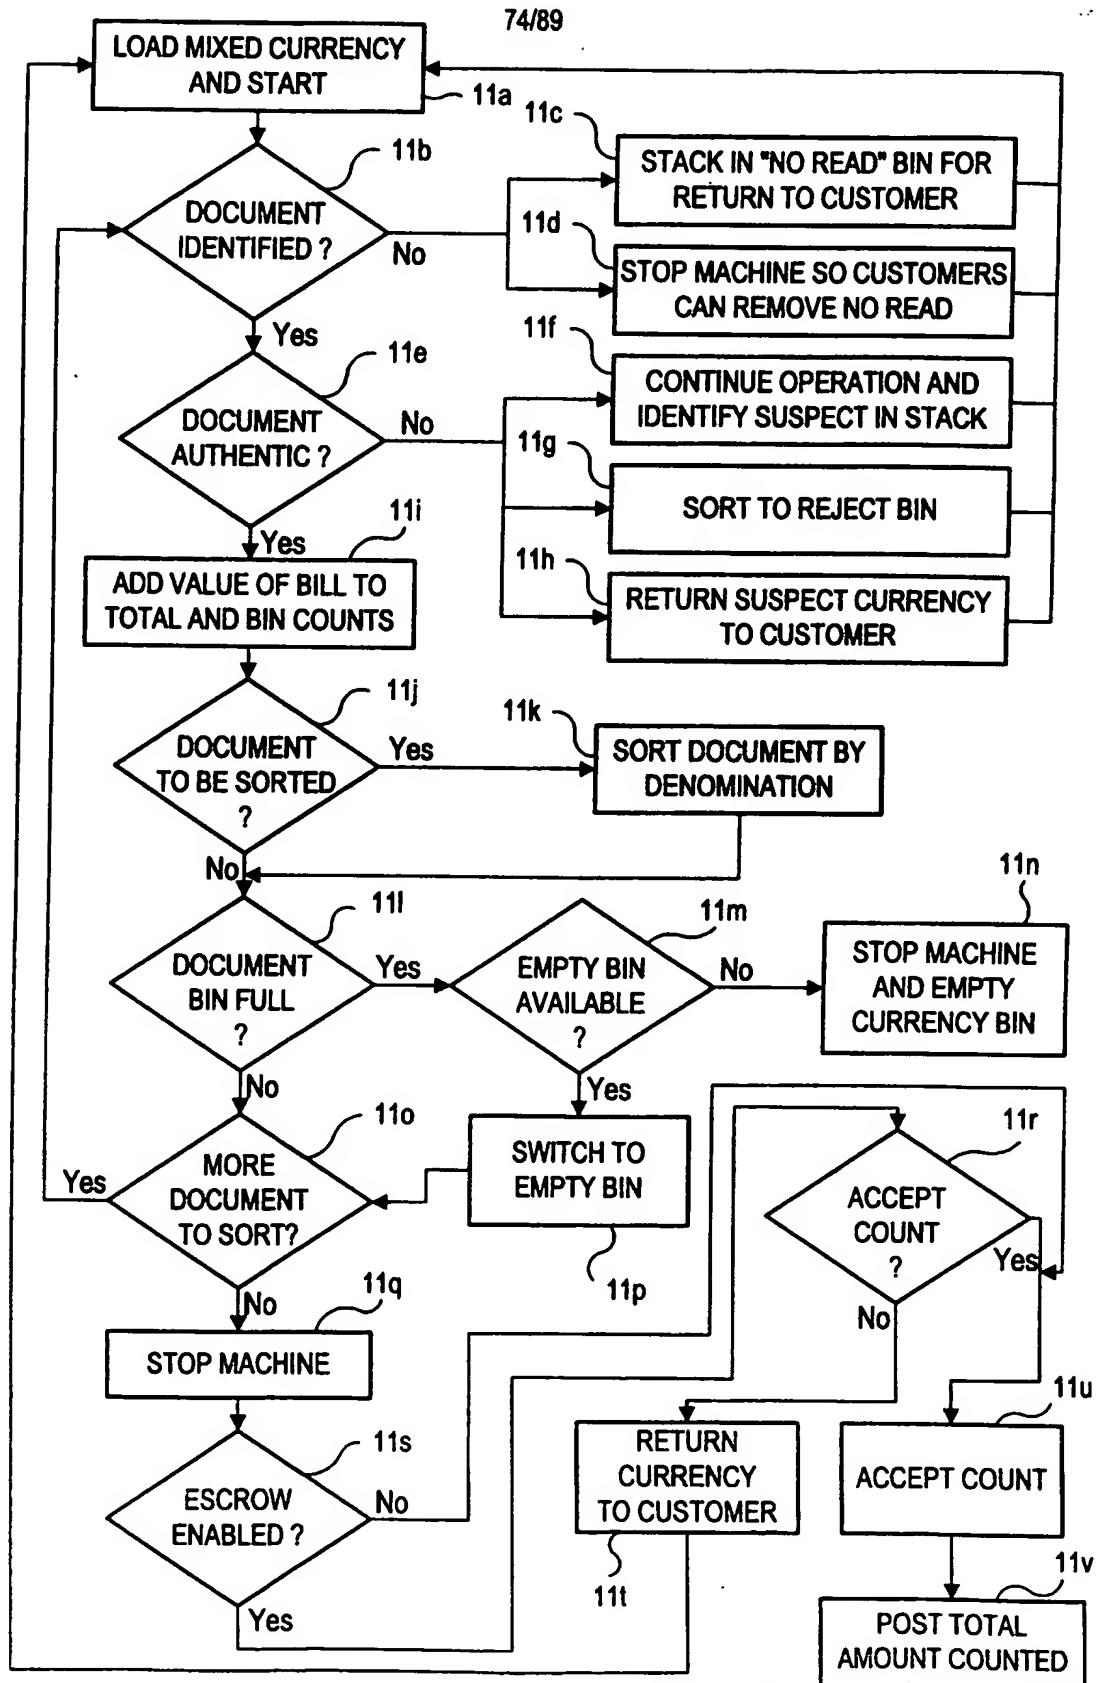 74/89
LOAD MIXED CURRENCY
AND START
11a
11b
DOCUMENT
IDENTIFIED ?
No
Yes
11c
STACK IN "NO READ" BIN FOR
RETURN TO CUSTOMER
11d
STOP MACHINE SO CUSTOMERS
CAN REMOVE NO READ
11e
DOCUMENT
AUTHENTIC ?
No
Yes
11f
CONTINUE OPERATION AND
IDENTIFY SUSPECT IN STACK
11g
SORT TO REJECT BIN
11h
RETURN SUSPECT CURRENCY
TO CUSTOMER
11i
ADD VALUE OF BILL TO
TOTAL AND BIN COUNTS
11j
DOCUMENT
TO BE SORTED
?
Yes
No
11k
SORT DOCUMENT BY
DENOMINATION
11l
DOCUMENT
BIN FULL
?
Yes
No
11m
EMPTY BIN
AVAILABLE
?
No
Yes
11n
STOP MACHINE
AND EMPTY
CURRENCY BIN
11o
MORE
DOCUMENT
TO SORT?
Yes
No
SWITCH TO
EMPTY BIN
11p
11r
ACCEPT
COUNT
?
Yes
No
11q
STOP MACHINE
11s
ESCROW
ENABLED ?
No
Yes
RETURN
CURRENCY
TO CUSTOMER
11t
11u
ACCEPT COUNT
11v
POST TOTAL
AMOUNT COUNTED